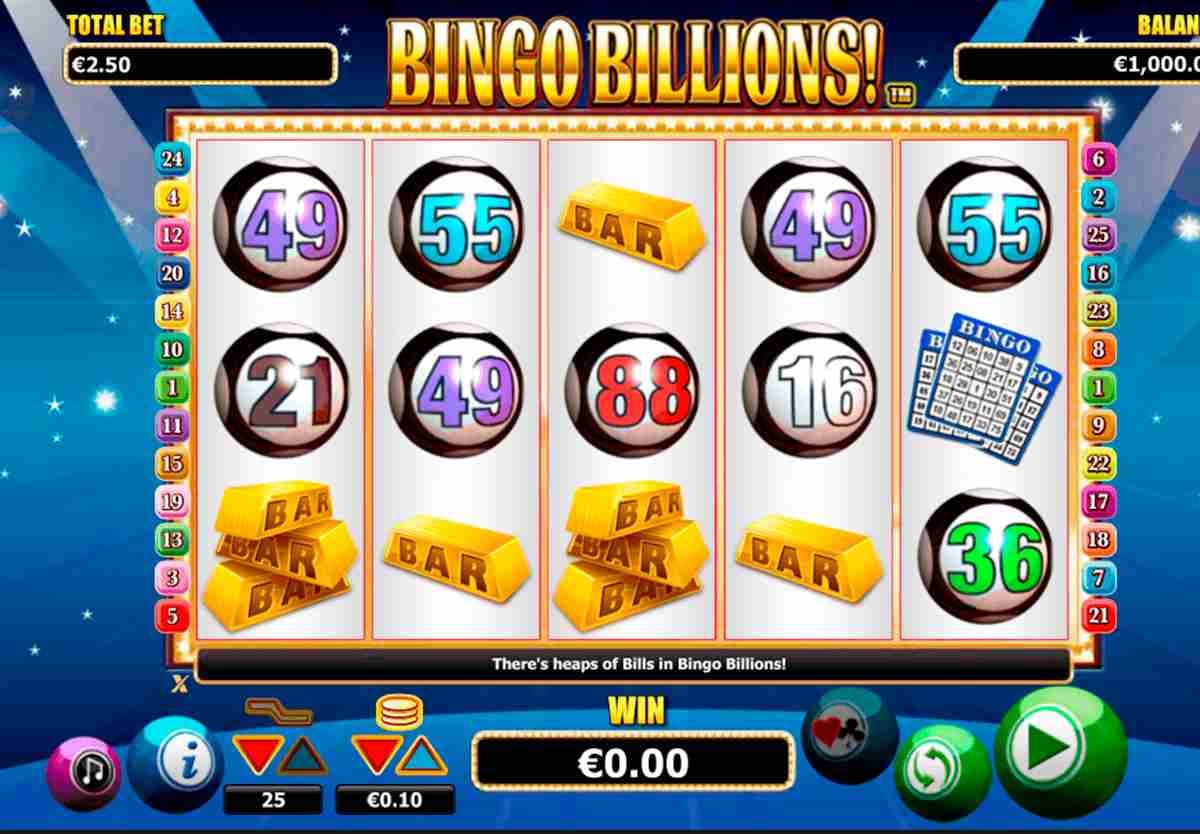 TOTAL BET
€2.50
BINGO BILLIONS!
TM
BALAN
€1,000.0
24
4
12
20
14
10
1
11
15
19
13
3
5
49
55
BAR
49
55
21
49
88
16
BINGO
BAR
BAR
BAR
BAR
BAR
BAR
BAR
BAR
36
6
2
25
16
23
8
1
9
22
17
18
7
21
There's heaps of Bills in Bingo Billions!
WIN
€0.00
25
€0.10